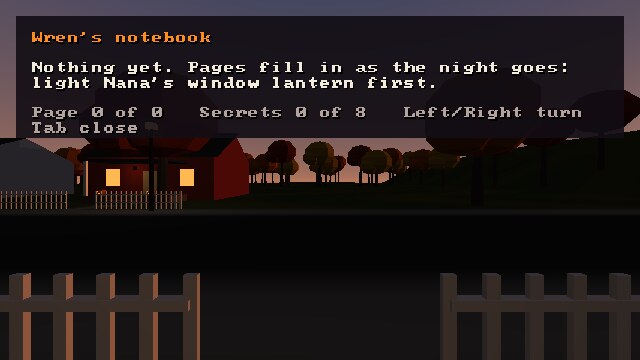 Wren's notebook
Nothing yet. Pages fill in as the night goes:
light Nana's window lantern first.
Page 0 of 0   Secrets 0 of 8   Left/Right turn
Tab close